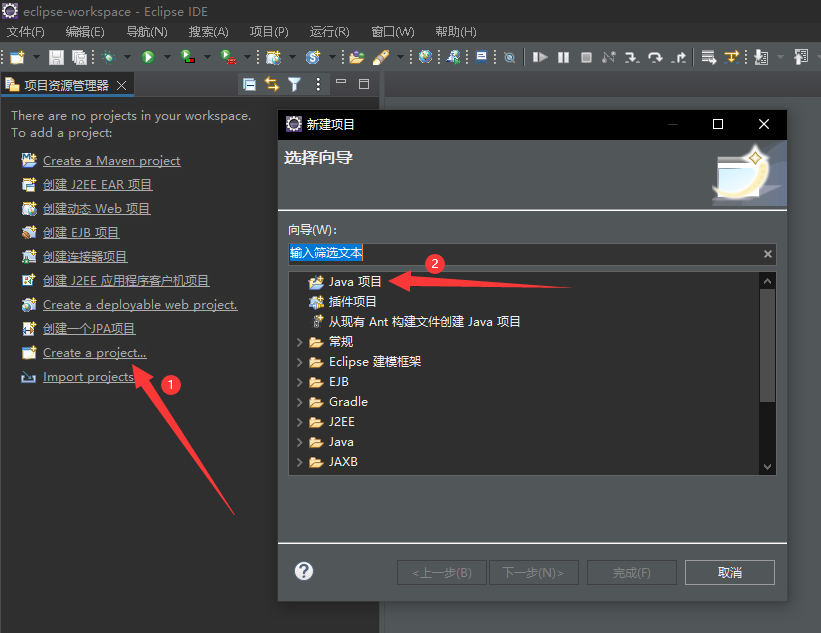 eclipse-workspace - Eclipse IDE
文件(F) 编辑(E) 导航(N) 搜索(A) 项目(P) 运行(R) 窗口(W) 帮助(H)
项目资源管理器
There are no projects in your workspace.
To add a project:
Create a Maven project
创建 J2EE EAR 项目
创建动态 Web 项目
创建 EJB 项目
创建连接器项目
创建 J2EE 应用程序客户机项目
Create a deployable web project.
创建一个JPA项目
Create a project...
Import projects
1
新建项目
选择向导
向导(W):
输入筛选文本
2
Java 项目
插件项目
从现有 Ant 构建文件创建 Java 项目
常规
Eclipse 建模框架
EJB
Gradle
J2EE
Java
JAXB
<上一步(B) 下一步(N)> 完成(F) 取消